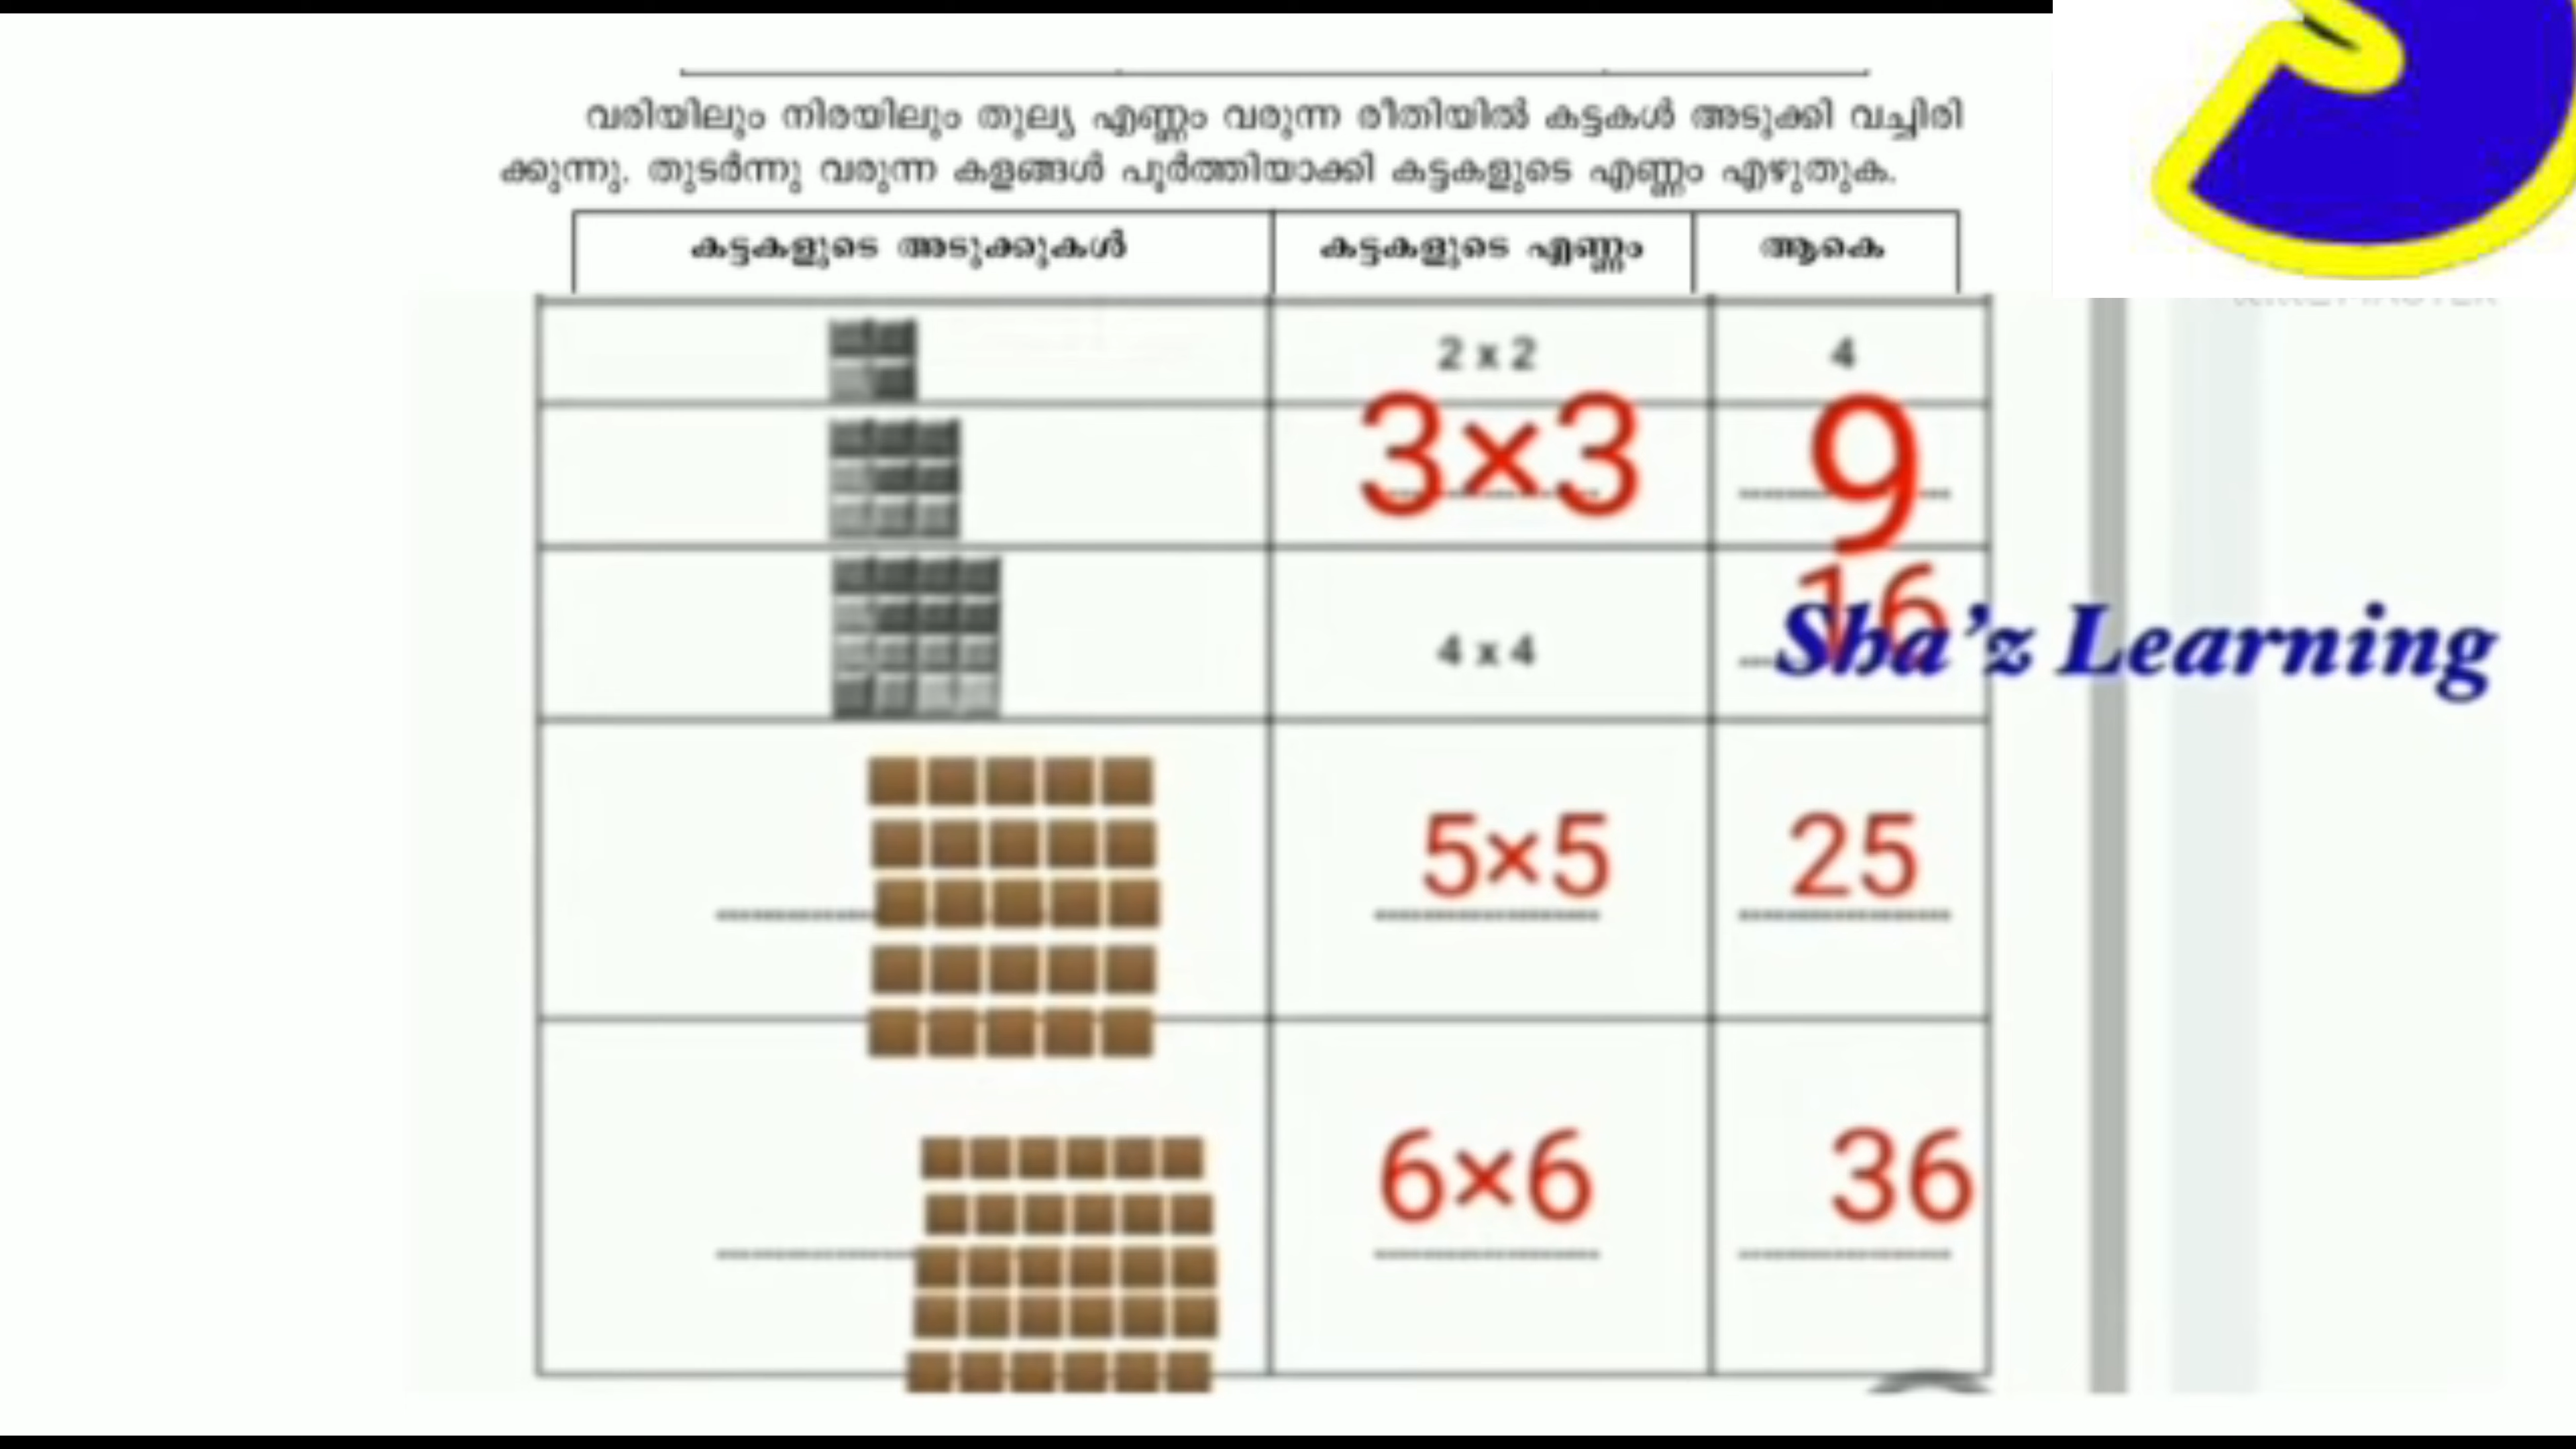 വരിയിലും നിരയിലും തുല്യ എണ്ണം വരുന്ന രീതിയിൽ കട്ടകൾ അടുക്കി വച്ചിരി
ക്കുന്നു. തുടർന്നു വരുന്ന കളങ്ങൾ പൂർത്തിയാക്കി കട്ടകളുടെ എണ്ണം എഴുതുക.
കട്ടകളുടെ അടുക്കുകൾ കട്ടകളുടെ എണ്ണം ആകെ
2 x 2 4
3×3 9
4 x 4 16
Sha’z Learning
5×5 25
6×6 36